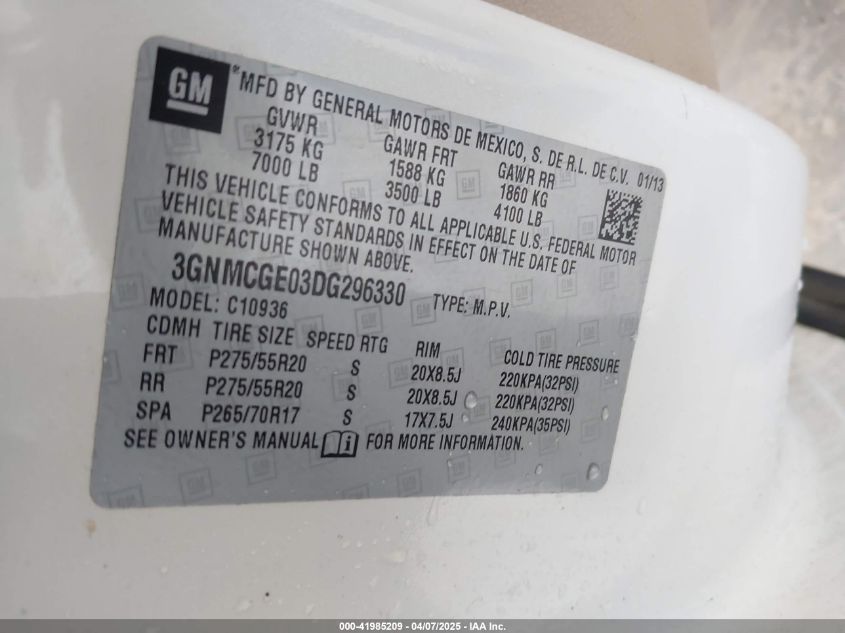 GM
MFD BY GENERAL MOTORS DE MEXICO, S. DE R.L. DE C.V. 01/13
GVWR GAWR FRT GAWR RR
3175 KG 1588 KG 1860 KG
7000 LB 3500 LB 4100 LB
THIS VEHICLE CONFORMS TO ALL APPLICABLE U.S. FEDERAL MOTOR
VEHICLE SAFETY STANDARDS IN EFFECT ON THE DATE OF
MANUFACTURE SHOWN ABOVE.
3GNMCGE03DG296330 TYPE: M.P.V.
MODEL: C10936
CDMH TIRE SIZE SPEED RTG RIM COLD TIRE PRESSURE
FRT P275/55R20 S 20X8.5J 220KPA(32PSI)
RR P275/55R20 S 20X8.5J 220KPA(32PSI)
SPA P265/70R17 S 17X7.5J 240KPA(35PSI)
SEE OWNER'S MANUAL i FOR MORE INFORMATION.
000-41985209 - 04/07/2025 - IAA Inc.